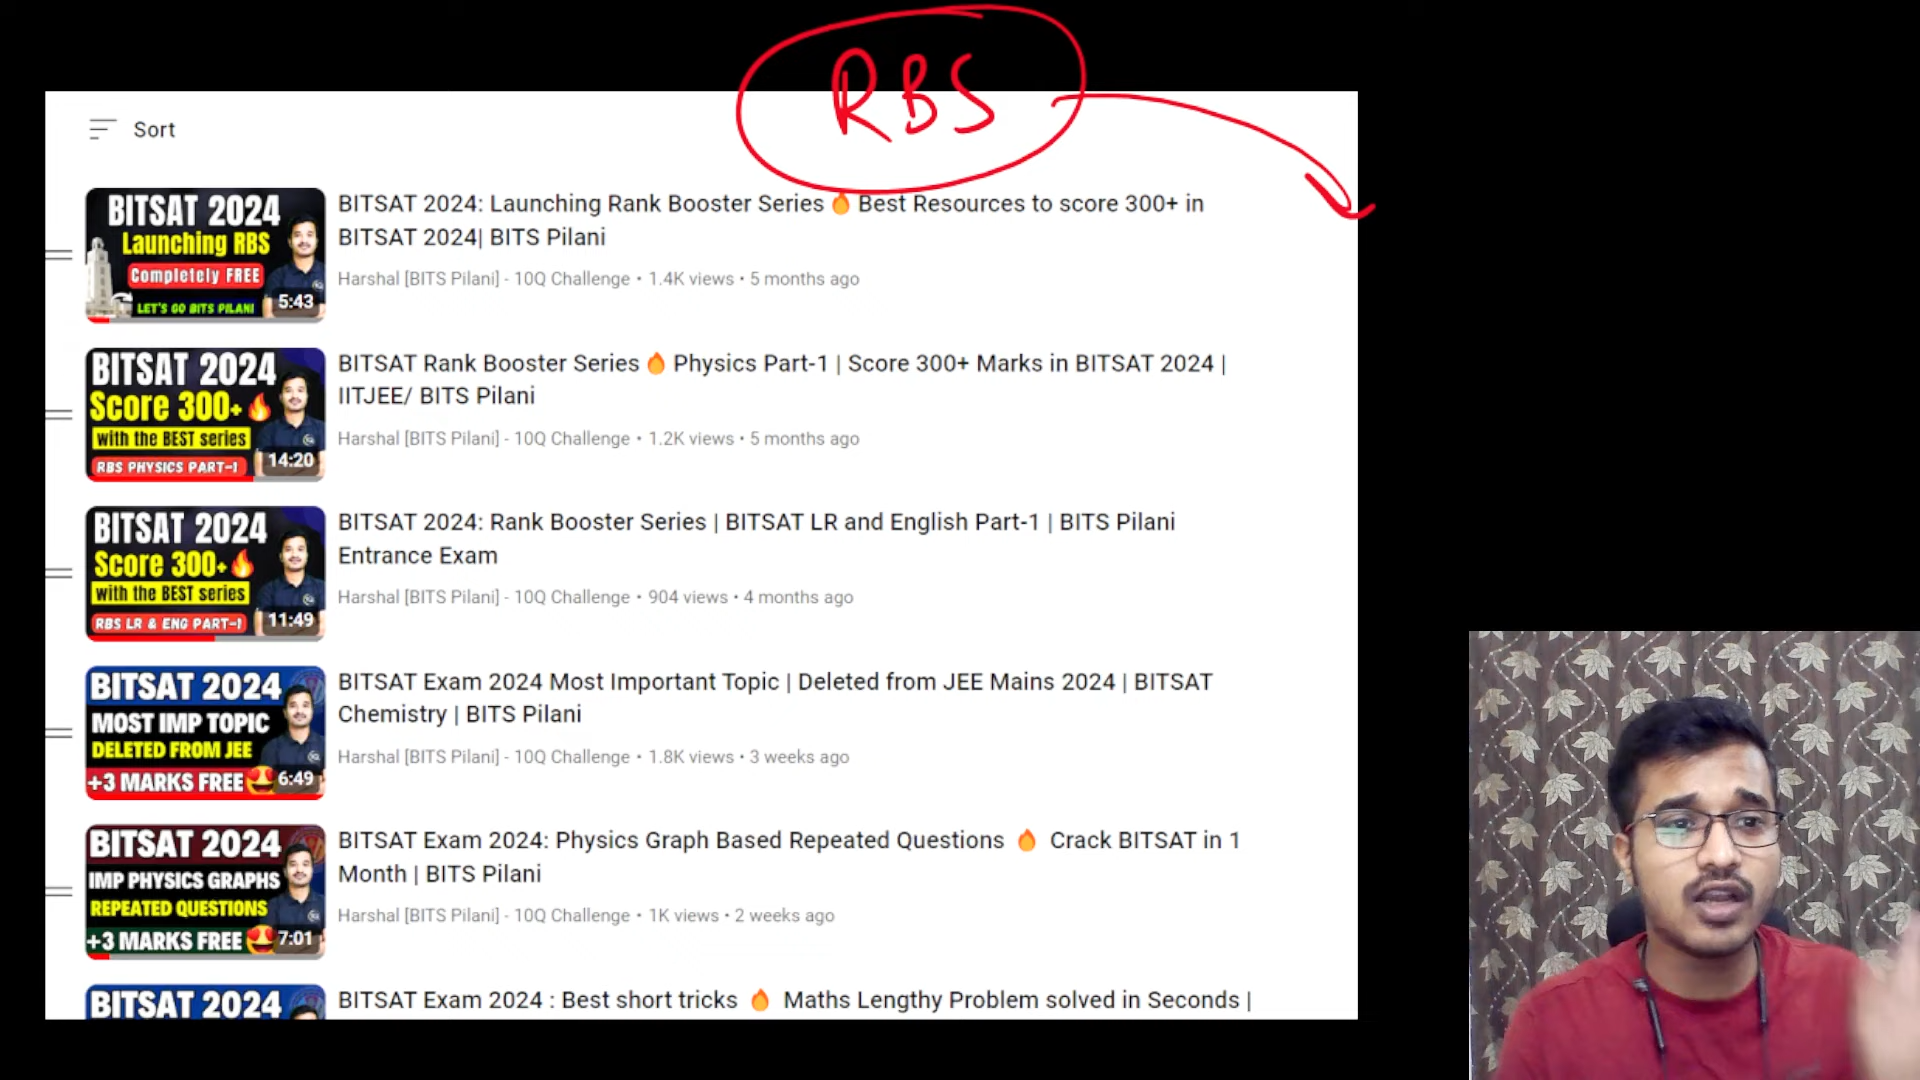 RBS
Sort
BITSAT 2024
Launching RBS
Completely FREE
LET'S GO BITS PILANI
5:43
BITSAT 2024: Launching Rank Booster Series 🔥 Best Resources to score 300+ in
BITSAT 2024| BITS Pilani
Harshal [BITS Pilani] - 10Q Challenge • 1.4K views • 5 months ago
BITSAT 2024
Score 300+🔥
with the BEST series
RBS PHYSICS PART-1
14:20
BITSAT Rank Booster Series 🔥 Physics Part-1 | Score 300+ Marks in BITSAT 2024 |
IITJEE/ BITS Pilani
Harshal [BITS Pilani] - 10Q Challenge • 1.2K views • 5 months ago
BITSAT 2024
Score 300+🔥
with the BEST series
RBS LR & ENG PART-1
11:49
BITSAT 2024: Rank Booster Series | BITSAT LR and English Part-1 | BITS Pilani
Entrance Exam
Harshal [BITS Pilani] - 10Q Challenge • 904 views • 4 months ago
BITSAT 2024
MOST IMP TOPIC
DELETED FROM JEE
+3 MARKS FREE 😍
6:49
BITSAT Exam 2024 Most Important Topic | Deleted from JEE Mains 2024 | BITSAT
Chemistry | BITS Pilani
Harshal [BITS Pilani] - 10Q Challenge • 1.8K views • 3 weeks ago
BITSAT 2024
IMP PHYSICS GRAPHS
REPEATED QUESTIONS
+3 MARKS FREE 😍
7:01
BITSAT Exam 2024: Physics Graph Based Repeated Questions 🔥 Crack BITSAT in 1
Month | BITS Pilani
Harshal [BITS Pilani] - 10Q Challenge • 1K views • 2 weeks ago
BITSAT 2024
BITSAT Exam 2024 : Best short tricks 🔥 Maths Lengthy Problem solved in Seconds |